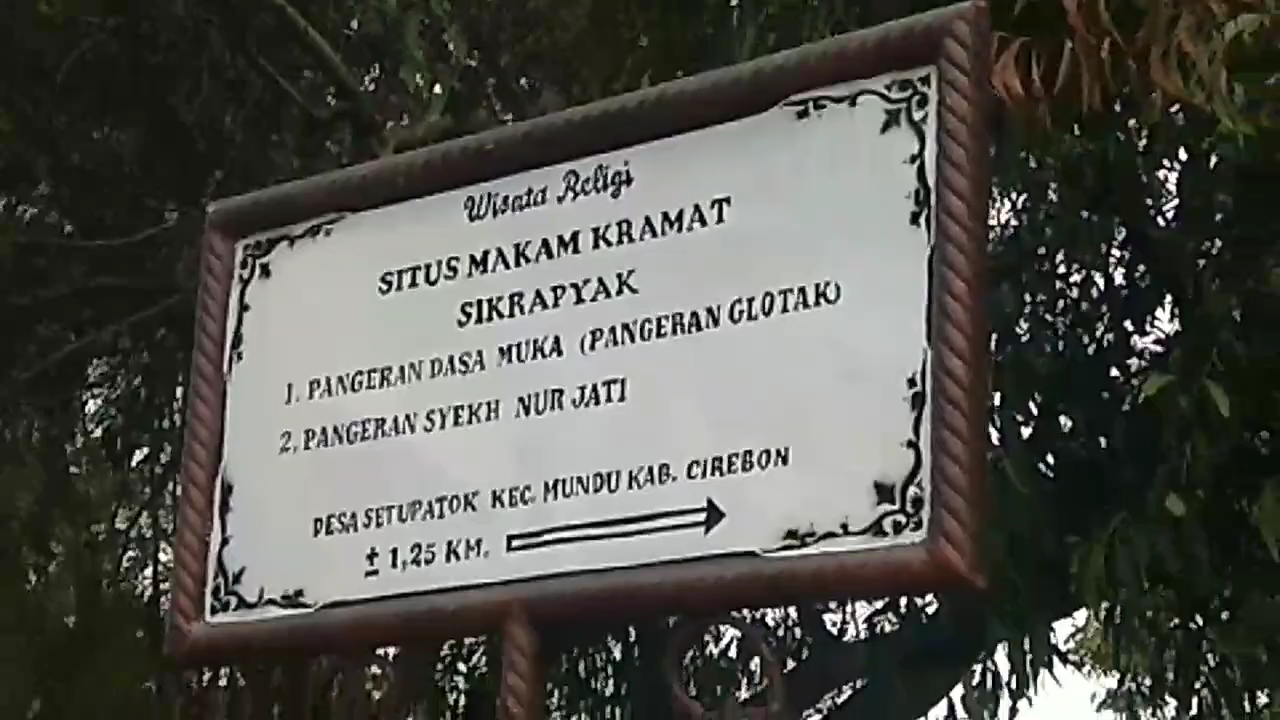 Wisata Religi
SITUS MAKAM KRAMAT
SIKRAPYAK
1. PANGERAN DASA MUKA (PANGERAN GLOTAK)
2. PANGERAN SYEKH NUR JATI
DESA SETUPATOK KEC. MUNDU KAB. CIREBON
± 1,25 KM.